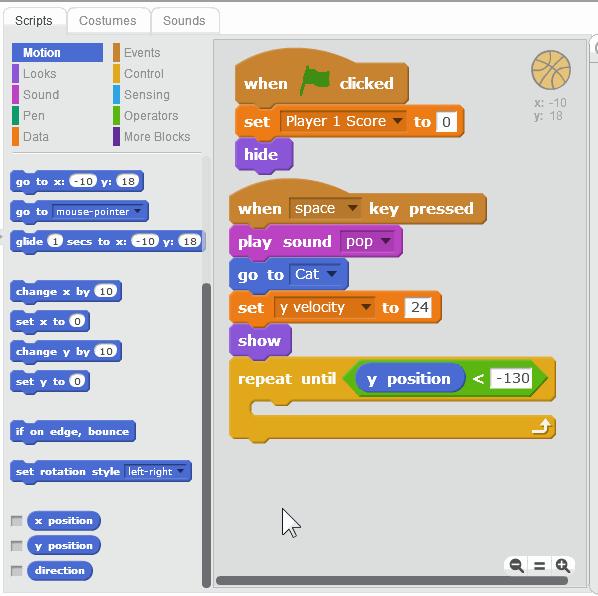 Scripts Costumes Sounds
Motion Events
Looks Control
Sound Sensing
Pen Operators
Data More Blocks
go to x: -10 y: 18
go to mouse-pointer
glide 1 secs to x: -10 y: 18
change x by 10
set x to 0
change y by 10
set y to 0
if on edge, bounce
set rotation style left-right
x position
y position
direction
when clicked
set Player 1 Score to 0
hide
x: -10
y: 18
when space key pressed
play sound pop
go to Cat
set y velocity to 24
show
repeat until y position < -130